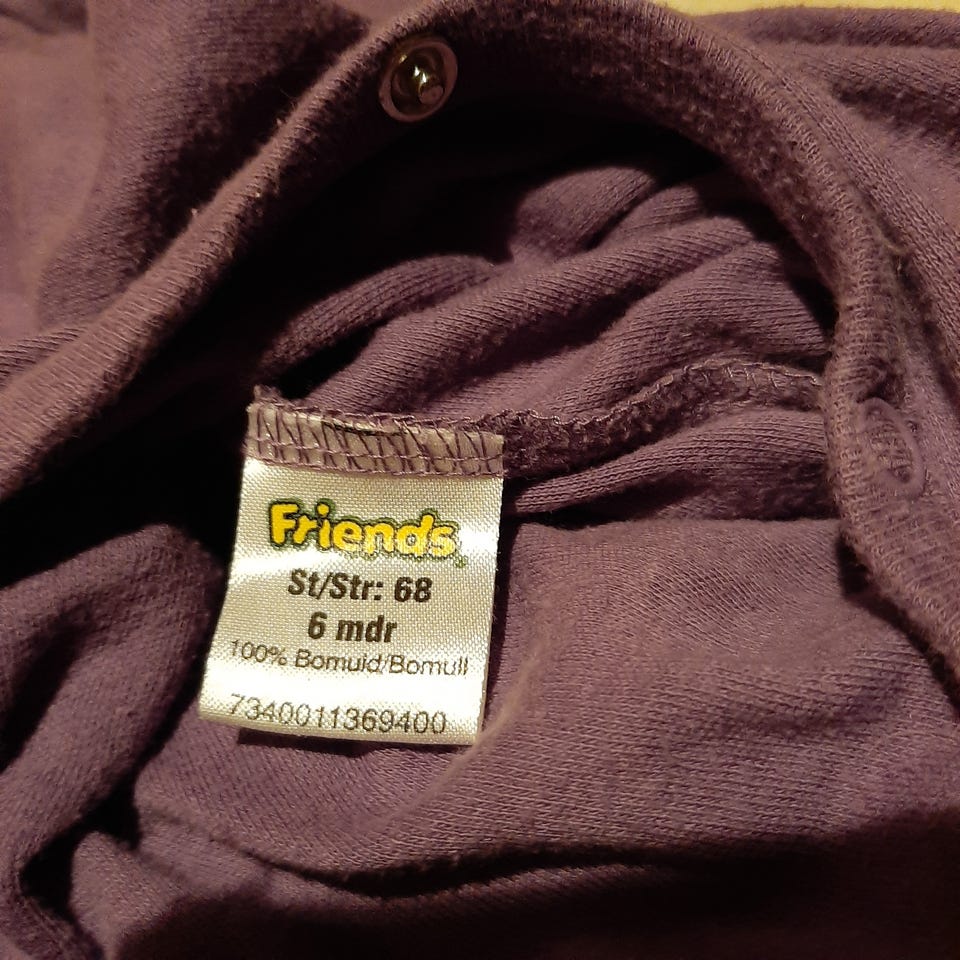 Friends
St/Str: 68
6 mdr
100% Bomuld/Bomull
7340011369400